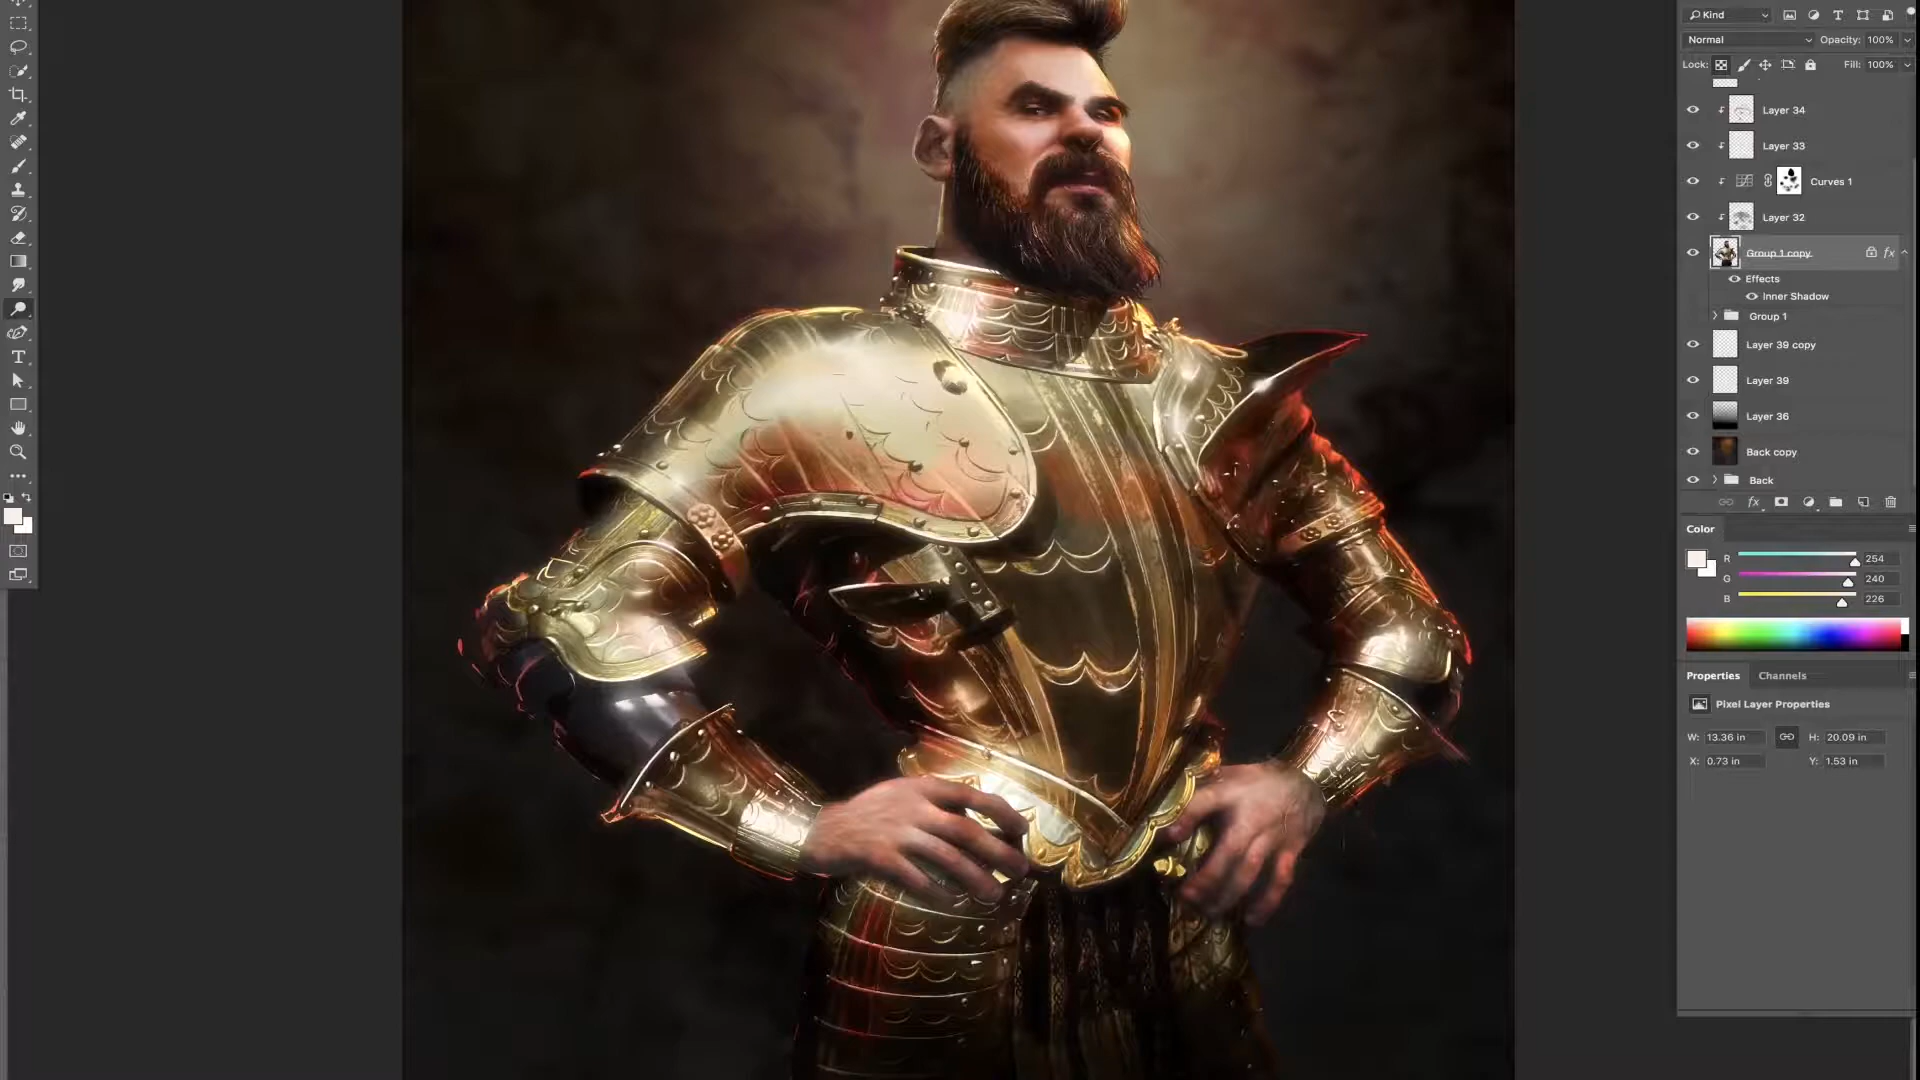 Kind
Normal Opacity: 100%
Lock: Fill: 100%
Layer 34
Layer 33
Curves 1
Layer 32
Group 1 copy fx
Effects
Inner Shadow
Group 1
Layer 39 copy
Layer 39
Layer 36
Back copy
Back
fx
Color
R 254
G 240
B 226
Properties Channels
Pixel Layer Properties
W: 13.36 in H: 20.09 in
X: 0.73 in Y: 1.53 in